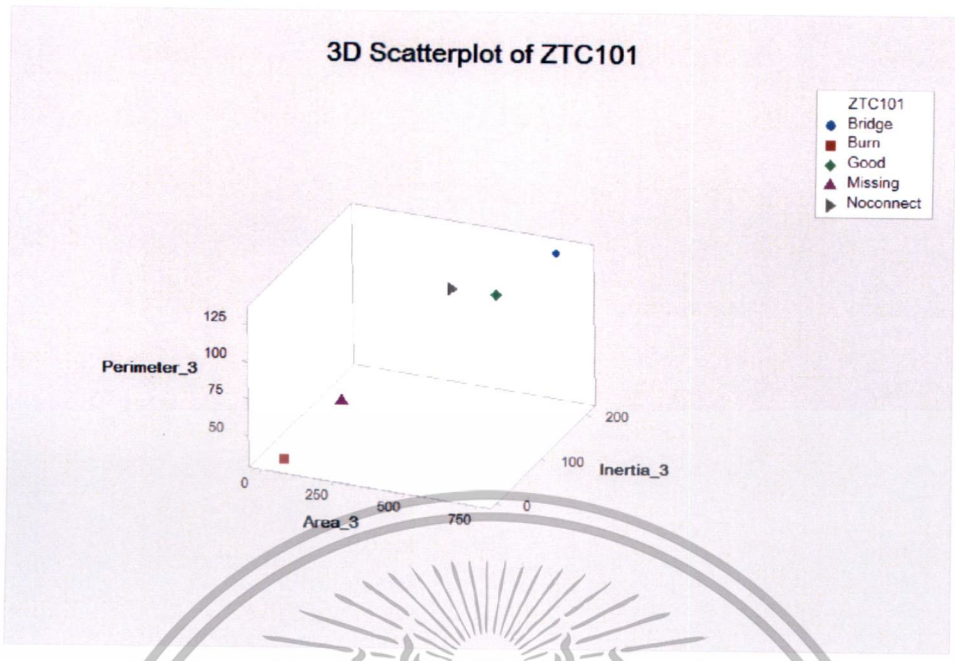 3D Scatterplot of ZTC101
ZTC101
Bridge
Burn
Good
Missing
Noconnect
125
100
75
50
Perimeter_3
0
250
500
750
Area_3
0
100
200
Inertia_3